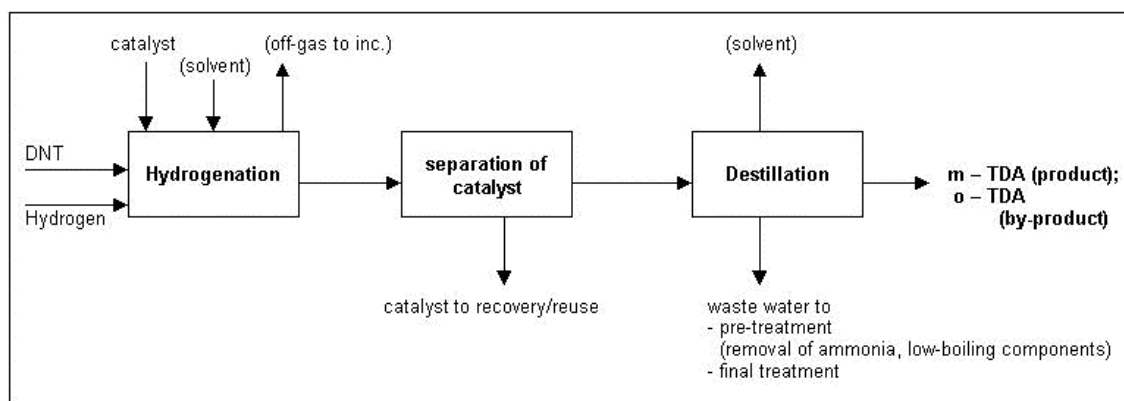 catalyst
(off-gas to inc.)
(solvent)
(solvent)
DNT
Hydrogen
Hydrogenation
separation of
catalyst
Destillation
m – TDA (product);
o – TDA
(by-product)
catalyst to recovery/reuse
waste water to
- pre-treatment
(removal of ammonia, low-boiling components)
- final treatment